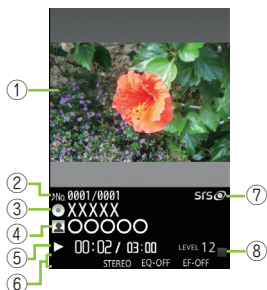 ①
② ♪No. 0001/0001 SRS ⑦
③ XXXXX
④ ○○○○○
⑤ 00:02 / 03:00 LEVEL 12 ⑧
⑥ STEREO EQ-OFF EF-OFF